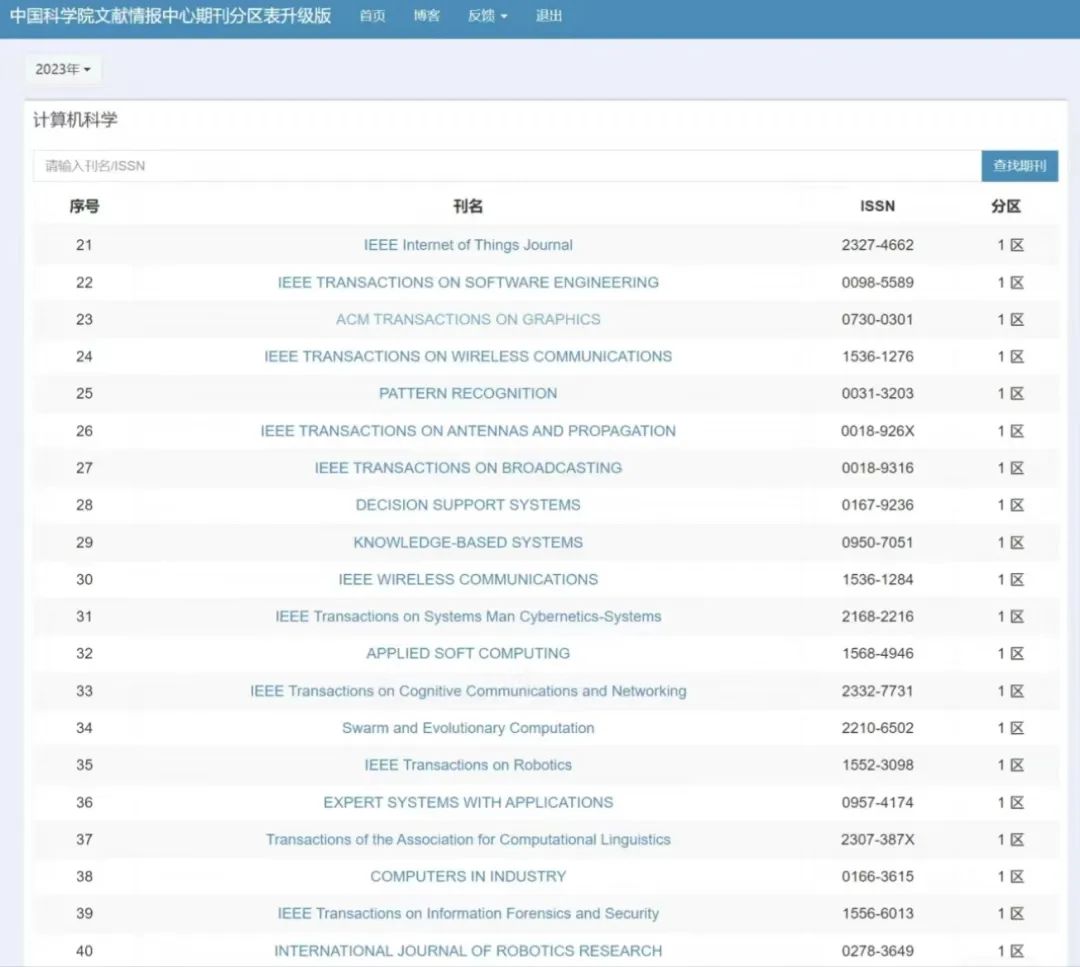 中国科学院文献情报中心期刊分区表升级版 首页 博客 反馈 退出
2023年
计算机科学
请输入刊名/ISSN 查找期刊
序号 刊名 ISSN 分区
21 IEEE Internet of Things Journal 2327-4662 1 区
22 IEEE TRANSACTIONS ON SOFTWARE ENGINEERING 0098-5589 1 区
23 ACM TRANSACTIONS ON GRAPHICS 0730-0301 1 区
24 IEEE TRANSACTIONS ON WIRELESS COMMUNICATIONS 1536-1276 1 区
25 PATTERN RECOGNITION 0031-3203 1 区
26 IEEE TRANSACTIONS ON ANTENNAS AND PROPAGATION 0018-926X 1 区
27 IEEE TRANSACTIONS ON BROADCASTING 0018-9316 1 区
28 DECISION SUPPORT SYSTEMS 0167-9236 1 区
29 KNOWLEDGE-BASED SYSTEMS 0950-7051 1 区
30 IEEE WIRELESS COMMUNICATIONS 1536-1284 1 区
31 IEEE Transactions on Systems Man Cybernetics-Systems 2168-2216 1 区
32 APPLIED SOFT COMPUTING 1568-4946 1 区
33 IEEE Transactions on Cognitive Communications and Networking 2332-7731 1 区
34 Swarm and Evolutionary Computation 2210-6502 1 区
35 IEEE Transactions on Robotics 1552-3098 1 区
36 EXPERT SYSTEMS WITH APPLICATIONS 0957-4174 1 区
37 Transactions of the Association for Computational Linguistics 2307-387X 1 区
38 COMPUTERS IN INDUSTRY 0166-3615 1 区
39 IEEE Transactions on Information Forensics and Security 1556-6013 1 区
40 INTERNATIONAL JOURNAL OF ROBOTICS RESEARCH 0278-3649 1 区